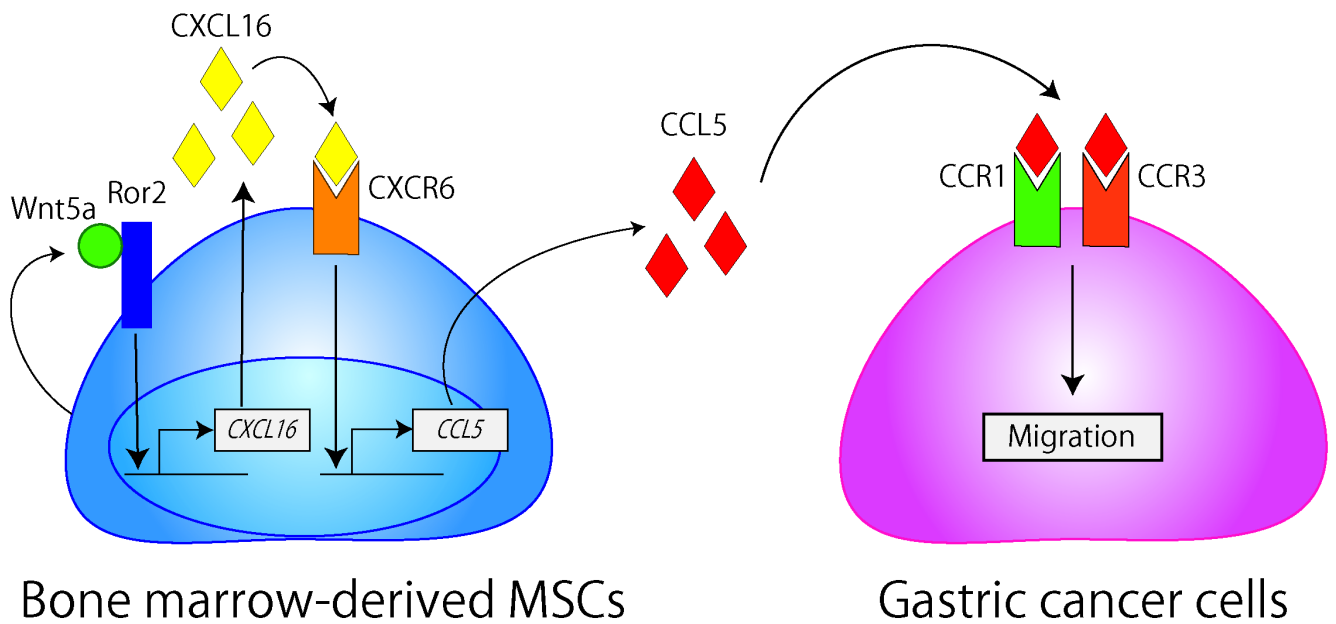 CXCL16
CCL5
CXCR6
CCR1
CCR3
Wnt5a
Ror2
CXCL16
CCL5
Migration
Bone marrow-derived MSCs
Gastric cancer cells